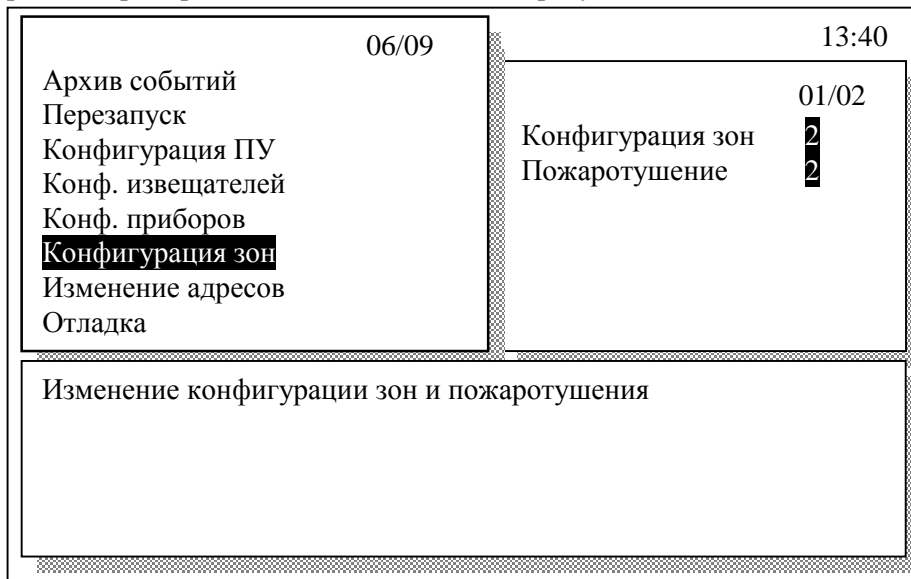 06/09
Архив событий
Перезапуск
Конфигурация ПУ
Конф. извещателей
Конф. приборов
Конфигурация зон
Изменение адресов
Отладка
13:40
01/02
Конфигурация зон 2
Пожаротушение 2
Изменение конфигурации зон и пожаротушения